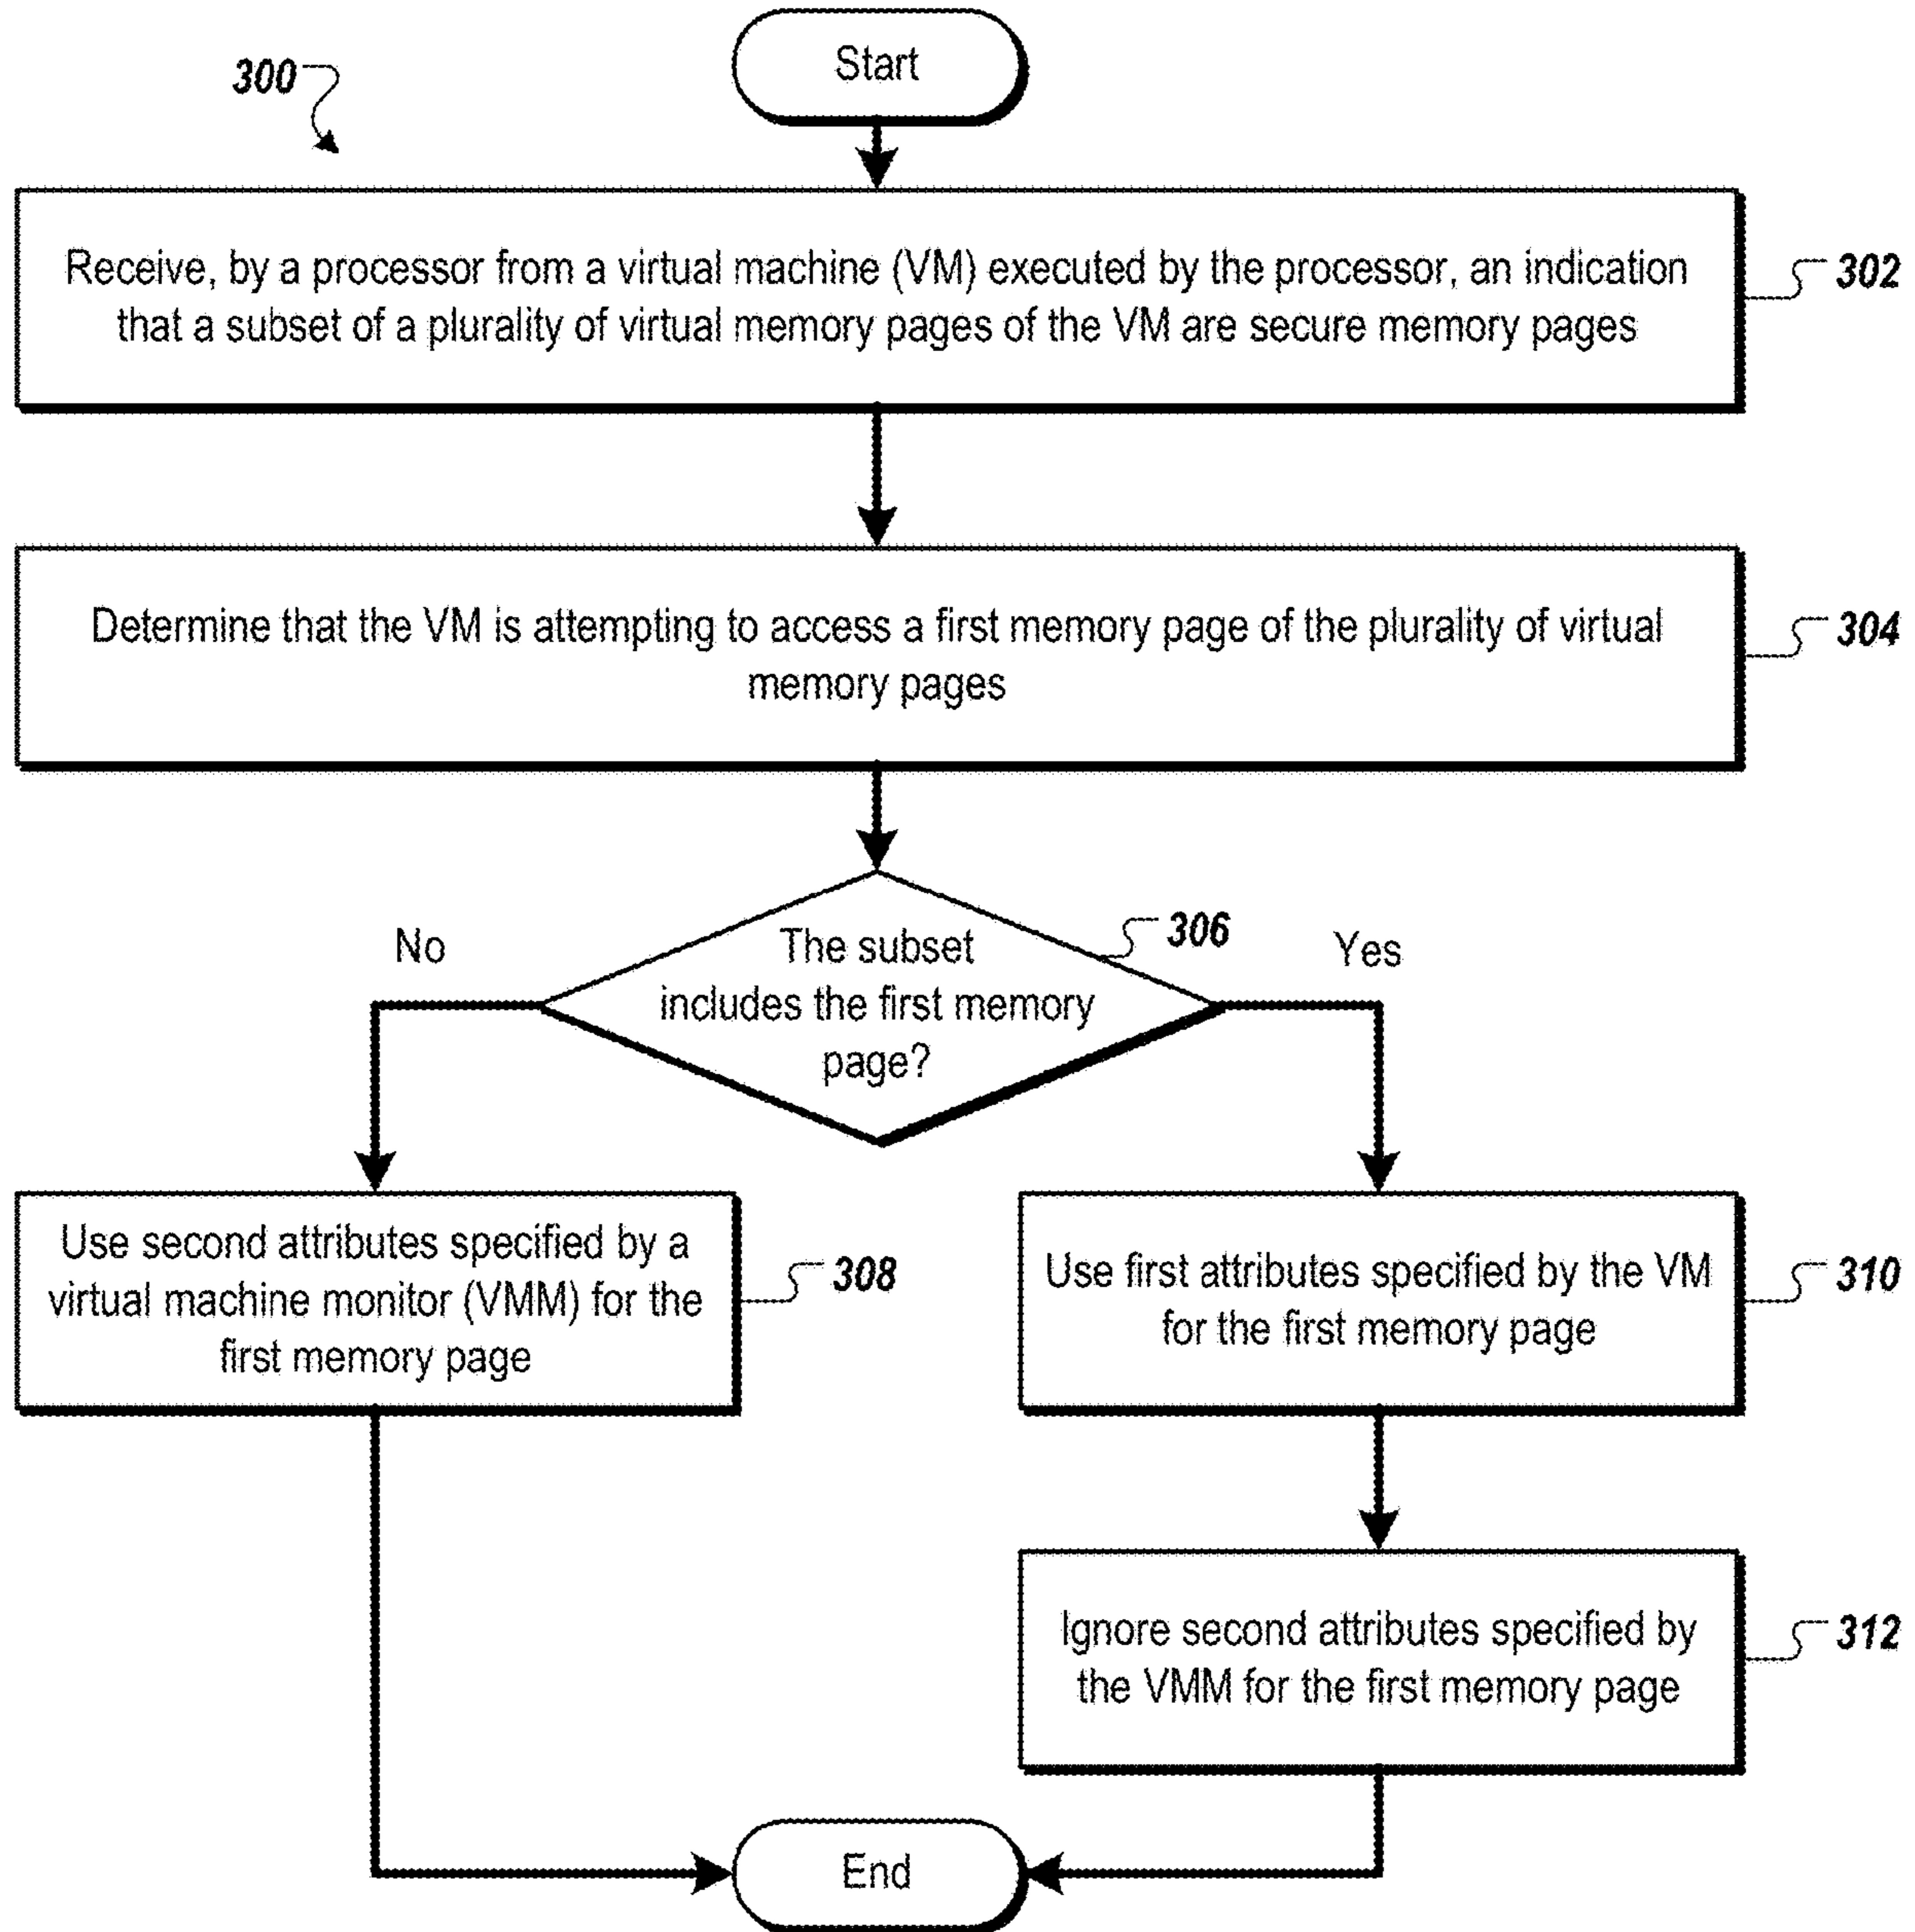 Start
300
Receive, by a processor from a virtual machine (VM) executed by the processor, an indication
that a subset of a plurality of virtual memory pages of the VM are secure memory pages
302
Determine that the VM is attempting to access a first memory page of the plurality of virtual
memory pages
304
No
The subset
includes the first memory
page?
306
Yes
Use second attributes specified by a
virtual machine monitor (VMM) for the
first memory page
308
Use first attributes specified by the VM
for the first memory page
310
Ignore second attributes specified by
the VMM for the first memory page
312
End